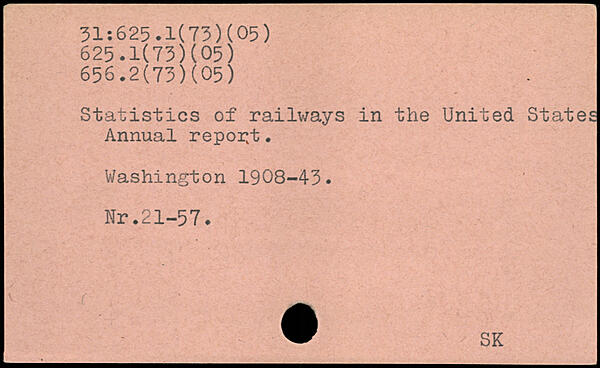 31:625.1(73)(05)
625.1(73)(05)
656.2(73)(05)
Statistics of railways in the United States
Annual report.
Washington 1908-43.
Nr.21-57.
SK